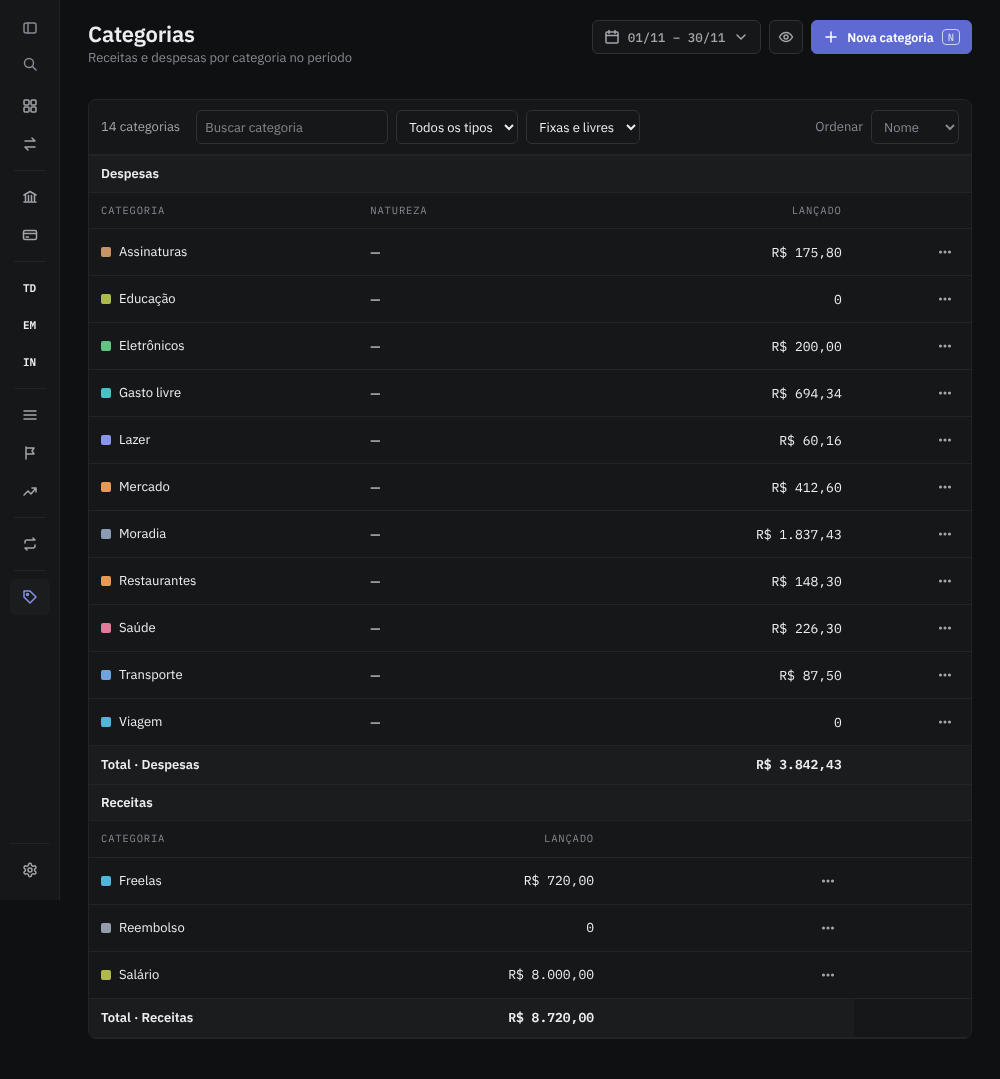 Categorias
Receitas e despesas por categoria no período
01/11 – 30/11
Nova categoria N
14 categorias Buscar categoria Todos os tipos Fixas e livres Ordenar Nome
Despesas
CATEGORIA NATUREZA LANÇADO
Assinaturas — R$ 175,80
Educação — 0
TD
Eletrônicos — R$ 200,00
EM
IN
Gasto livre — R$ 694,34
Lazer — R$ 60,16
Mercado — R$ 412,60
Moradia — R$ 1.837,43
Restaurantes — R$ 148,30
Saúde — R$ 226,30
Transporte — R$ 87,50
Viagem — 0
Total · Despesas R$ 3.842,43
Receitas
CATEGORIA LANÇADO
Freelas R$ 720,00
Reembolso 0
Salário R$ 8.000,00
Total · Receitas R$ 8.720,00